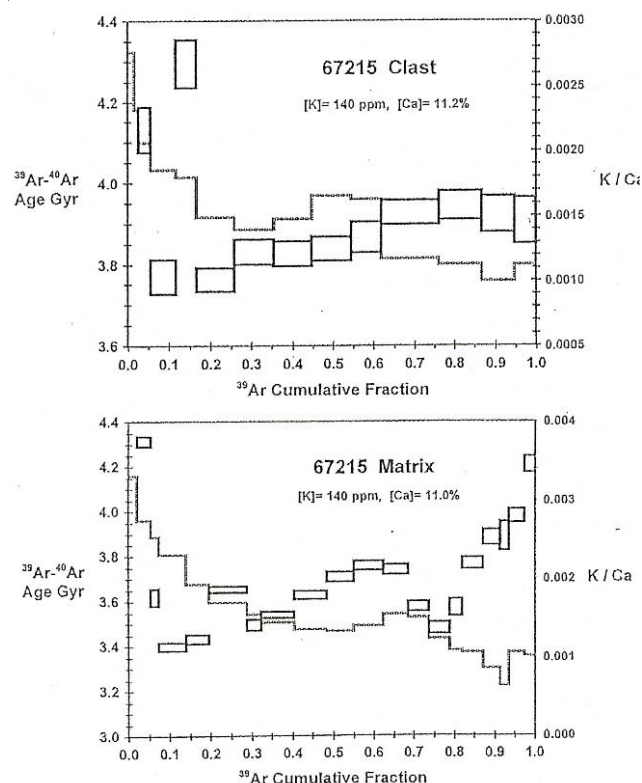 4.4
0.0030
67215 Clast
[K]= 140 ppm, [Ca]= 11.2%
0.0025
4.2
0.0020
³⁹Ar-⁴⁰Ar
Age Gyr
4.0
K / Ca
0.0015
3.8
0.0010
3.6
0.0005
0.0 0.1 0.2 0.3 0.4 0.5 0.6 0.7 0.8 0.9 1.0
³⁹Ar Cumulative Fraction
4.4
0.004
67215 Matrix
[K]= 140 ppm, [Ca]= 11.0%
4.2
4.0
0.003
3.8
³⁹Ar-⁴⁰Ar
Age Gyr
0.002
K / Ca
3.6
3.4
0.001
3.2
3.0
0.000
0.0 0.1 0.2 0.3 0.4 0.5 0.6 0.7 0.8 0.9 1.0
³⁹Ar Cumulative Fraction